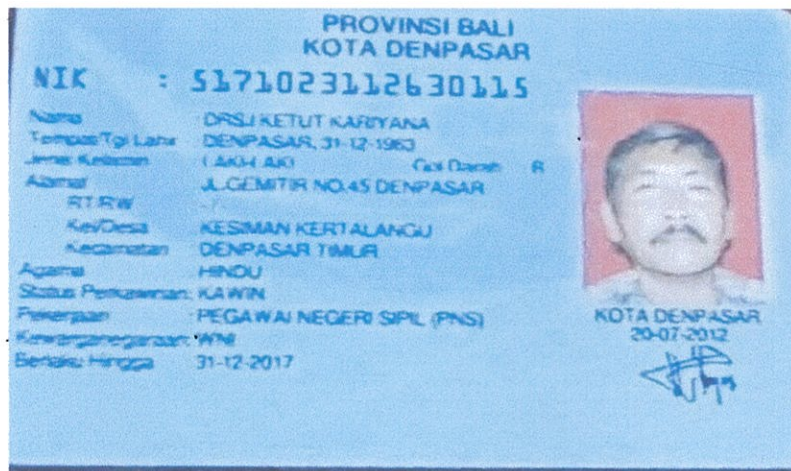 PROVINSI BALI
KOTA DENPASAR
NIK : 5171023112630115
Nama : DRS.I KETUT KARIYANA
Tempat/Tgl Lahir : DENPASAR, 31-12-1963
Jenis Kelamin : LAKI-LAKI Gol Darah
Alamat : JL.GEMITIR NO.45 DENPASAR
RT/RW : -/-
Kel/Desa : KESIMAN KERTALANGU
Kecamatan : DENPASAR TIMUR
Agama : HINDU
Status Perkawinan: KAWIN
Pekerjaan : PEGAWAI NEGERI SIPIL (PNS)
Kewarganegaraan: WNI
Berlaku Hingga : 31-12-2017
KOTA DENPASAR
20-07-2012